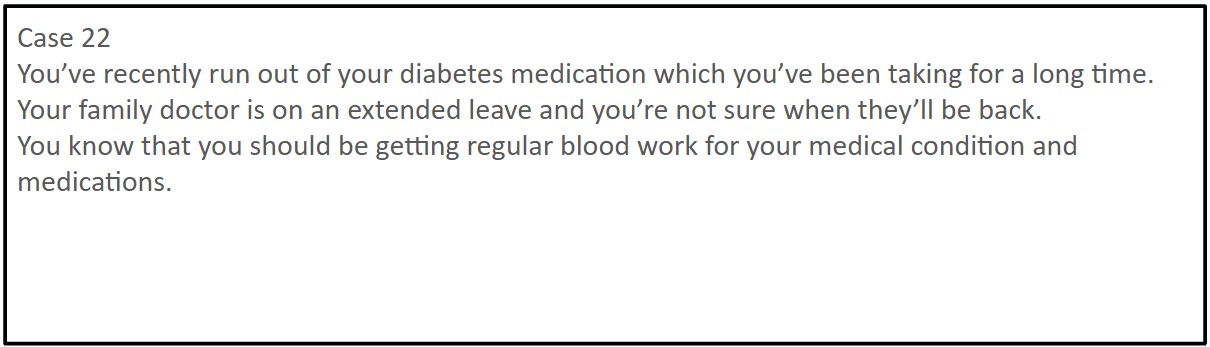 Case 22
You’ve recently run out of your diabetes medication which you’ve been taking for a long time.
Your family doctor is on an extended leave and you’re not sure when they’ll be back.
You know that you should be getting regular blood work for your medical condition and
medications.